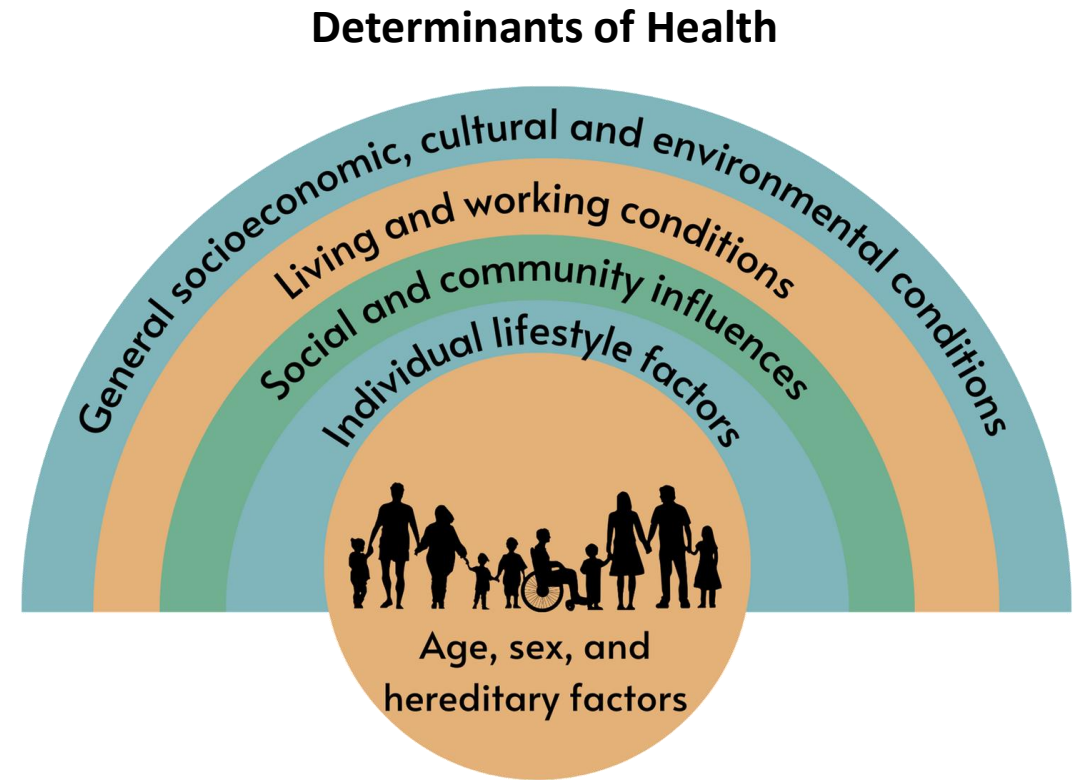 Determinants of Health
General socioeconomic, cultural and environmental conditions
Living and working conditions
Social and community influences
Individual lifestyle factors
Age, sex, and
hereditary factors